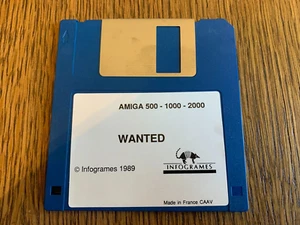 AMIGA 500 - 1000 - 2000
WANTED
INFOGRAMES
© Infogrames 1989
Made in France CAAV